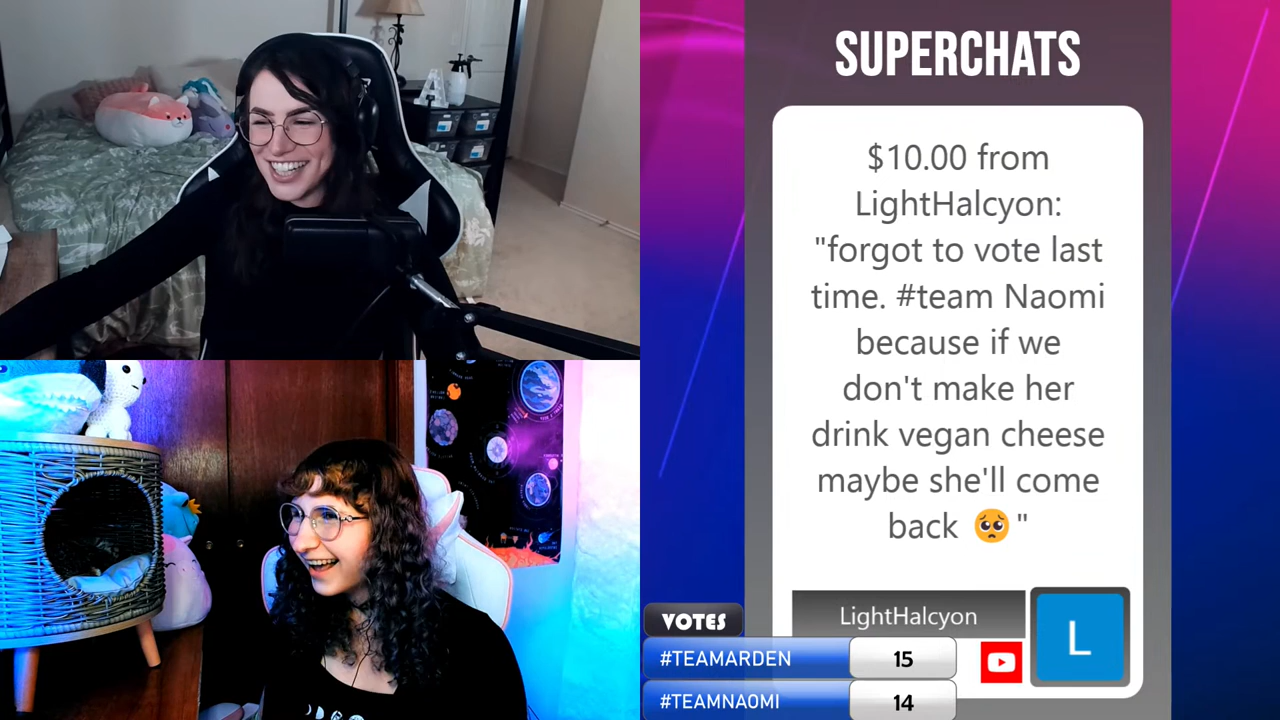 SUPERCHATS
$10.00 from
LightHalcyon:
"forgot to vote last
time. #team Naomi
because if we
don't make her
drink vegan cheese
maybe she'll come
back 🥺"
LightHalcyon
L
VOTES
#TEAMARDEN 15
#TEAMNAOMI 14
A